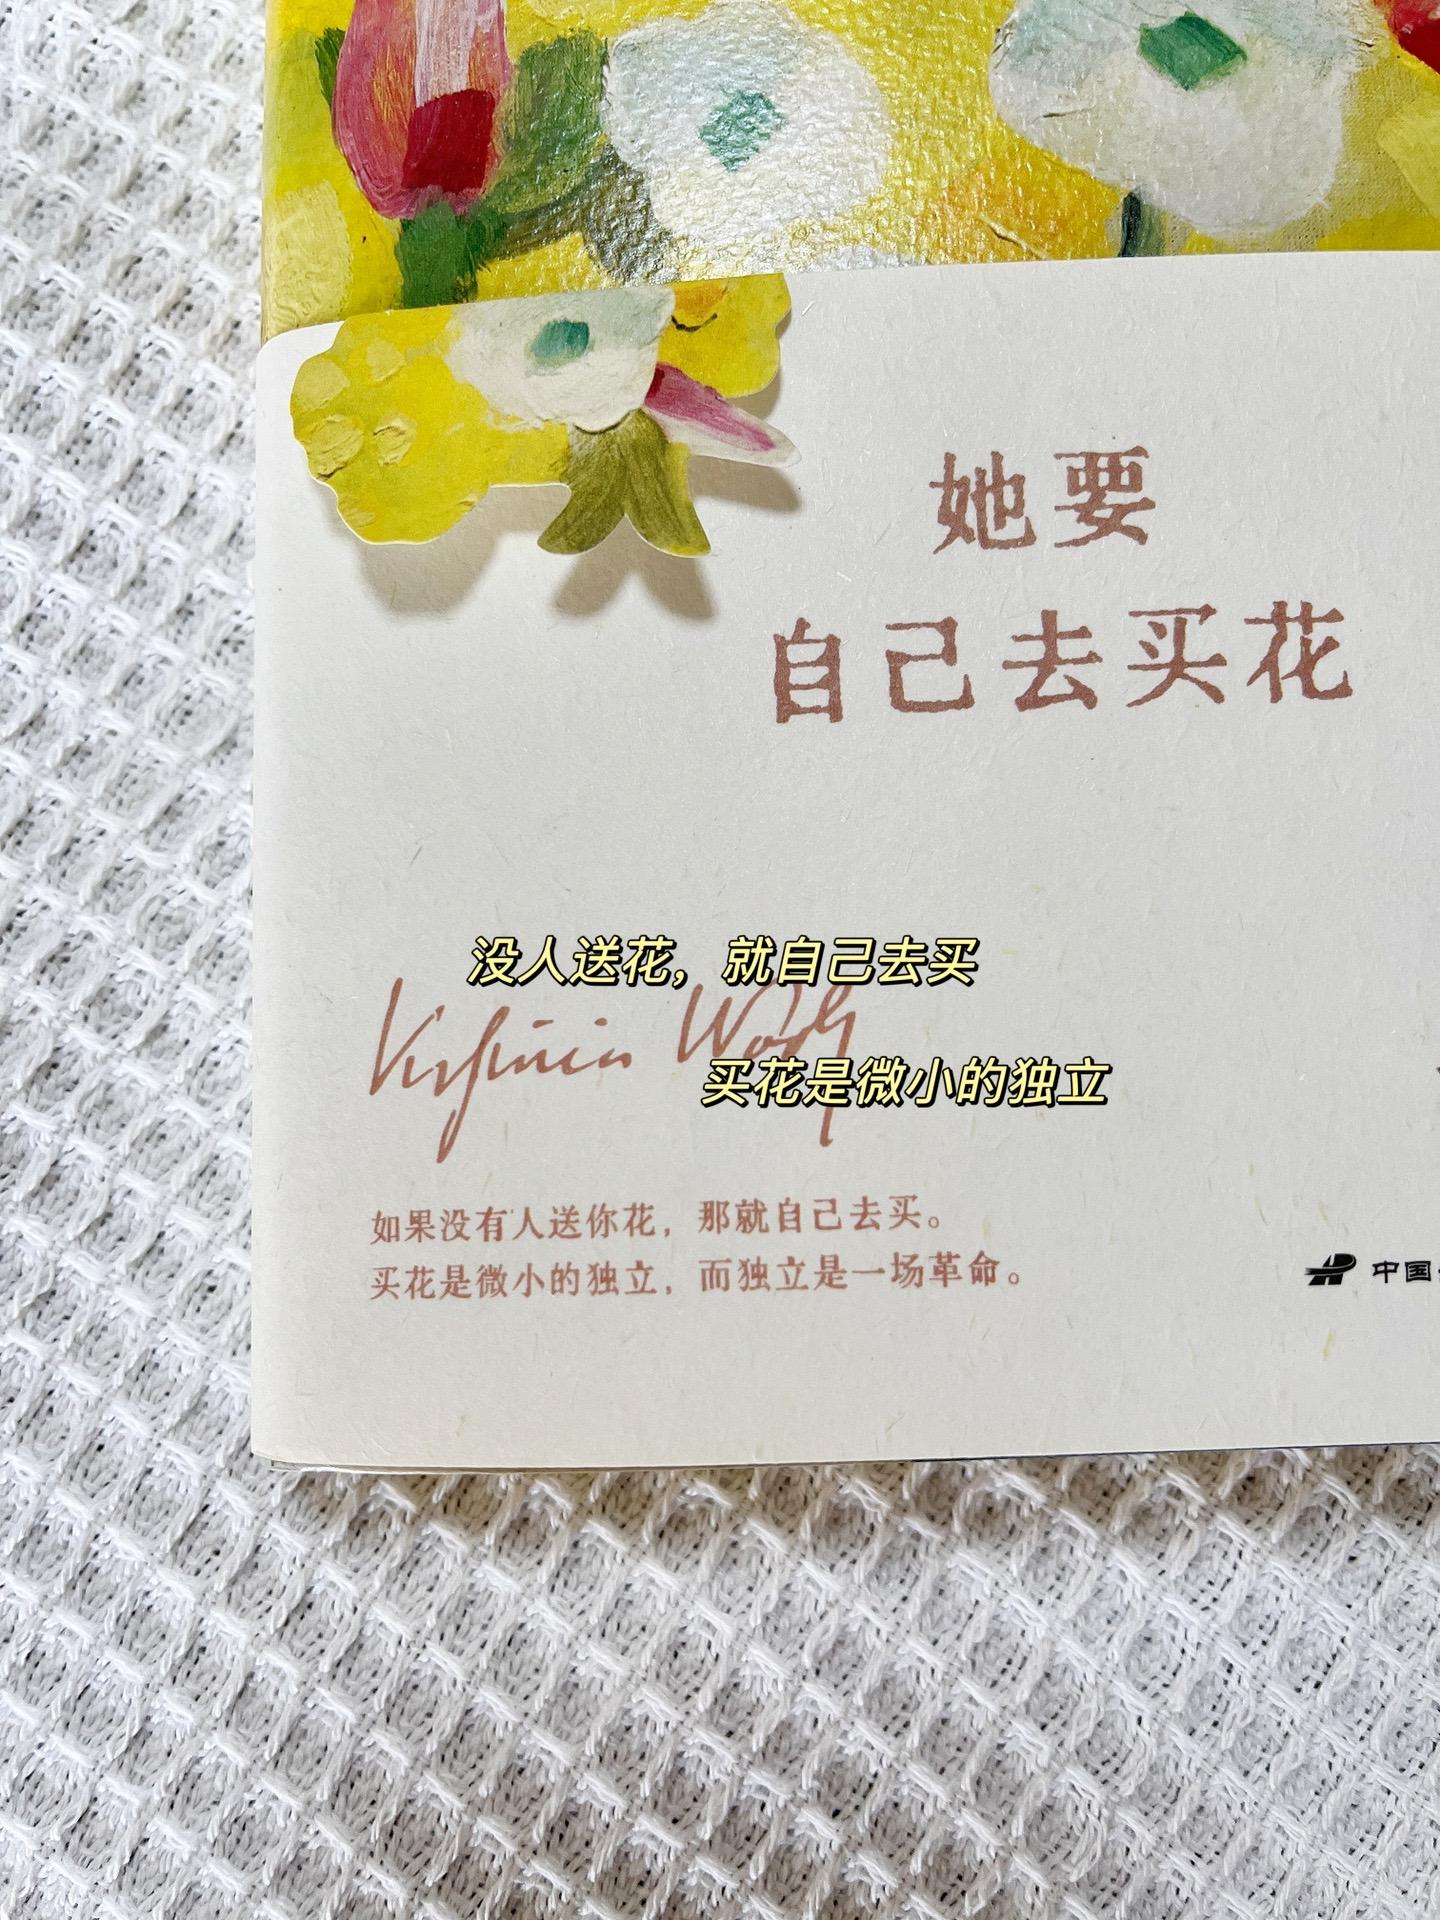 她要
自己去买花
没人送花，就自己去买
Virginia Woolf
买花是微小的独立
如果没有人送你花，那就自己去买。
买花是微小的独立，而独立是一场革命。
中国